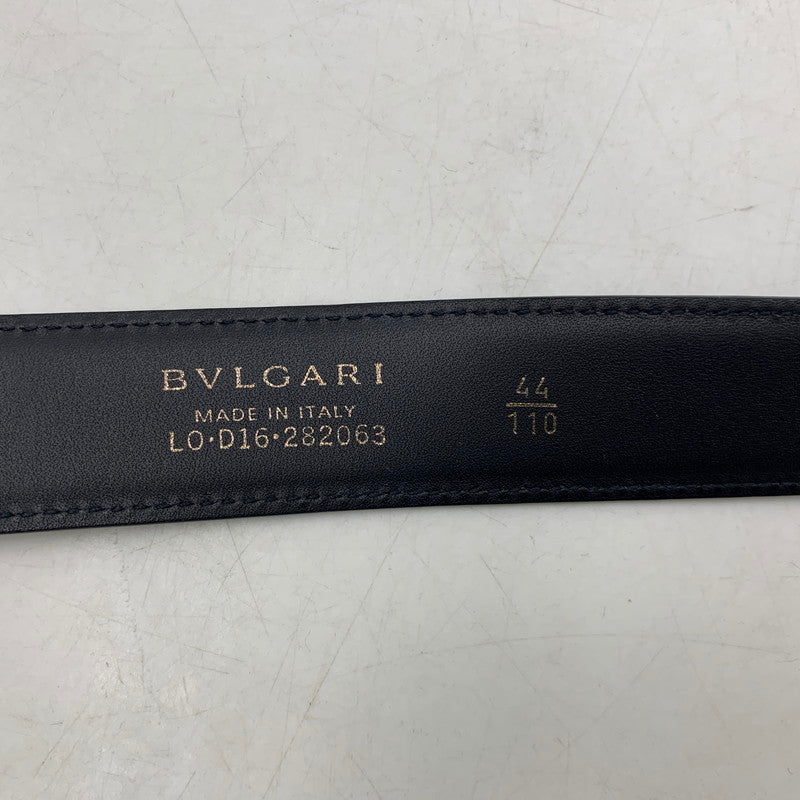 BVLGARI
MADE IN ITALY
LO·D16·282063
44
110